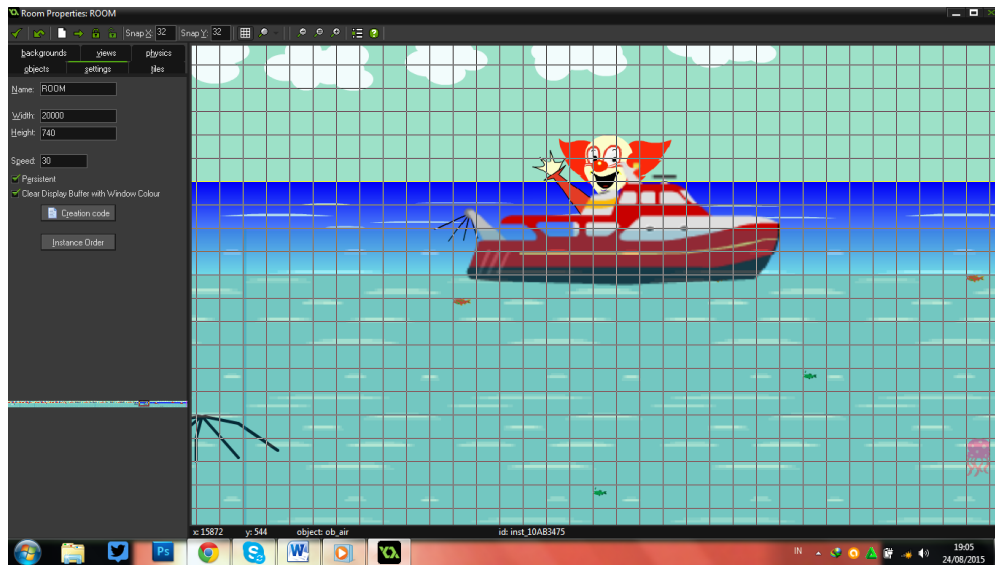 Room Properties: ROOM
Snap X: 32 Snap Y: 32
backgrounds views physics
objects settings tiles
Name: ROOM
Width: 20000
Height: 740
Speed: 30
Persistent
Clear Display Buffer with Window Colour
Creation code
Instance Order
x: 15872 y: 544 object: ob_air id: inst_10AB3475
Ps
S
W
IN
19:05
24/08/2015